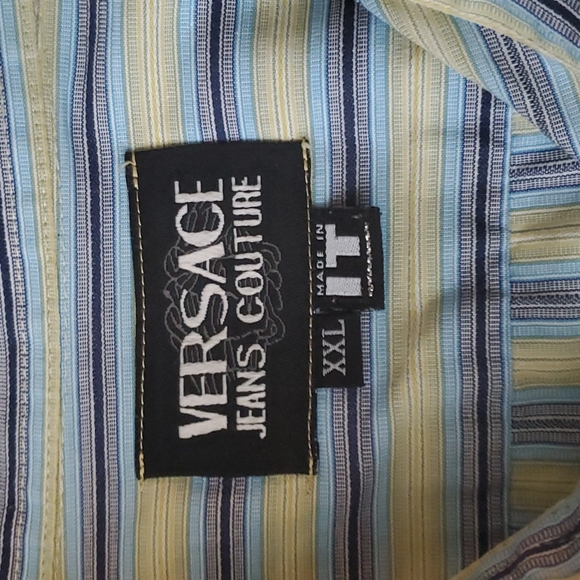 VERSACE
JEANS COUTURE
MADE IN
IT
XXL